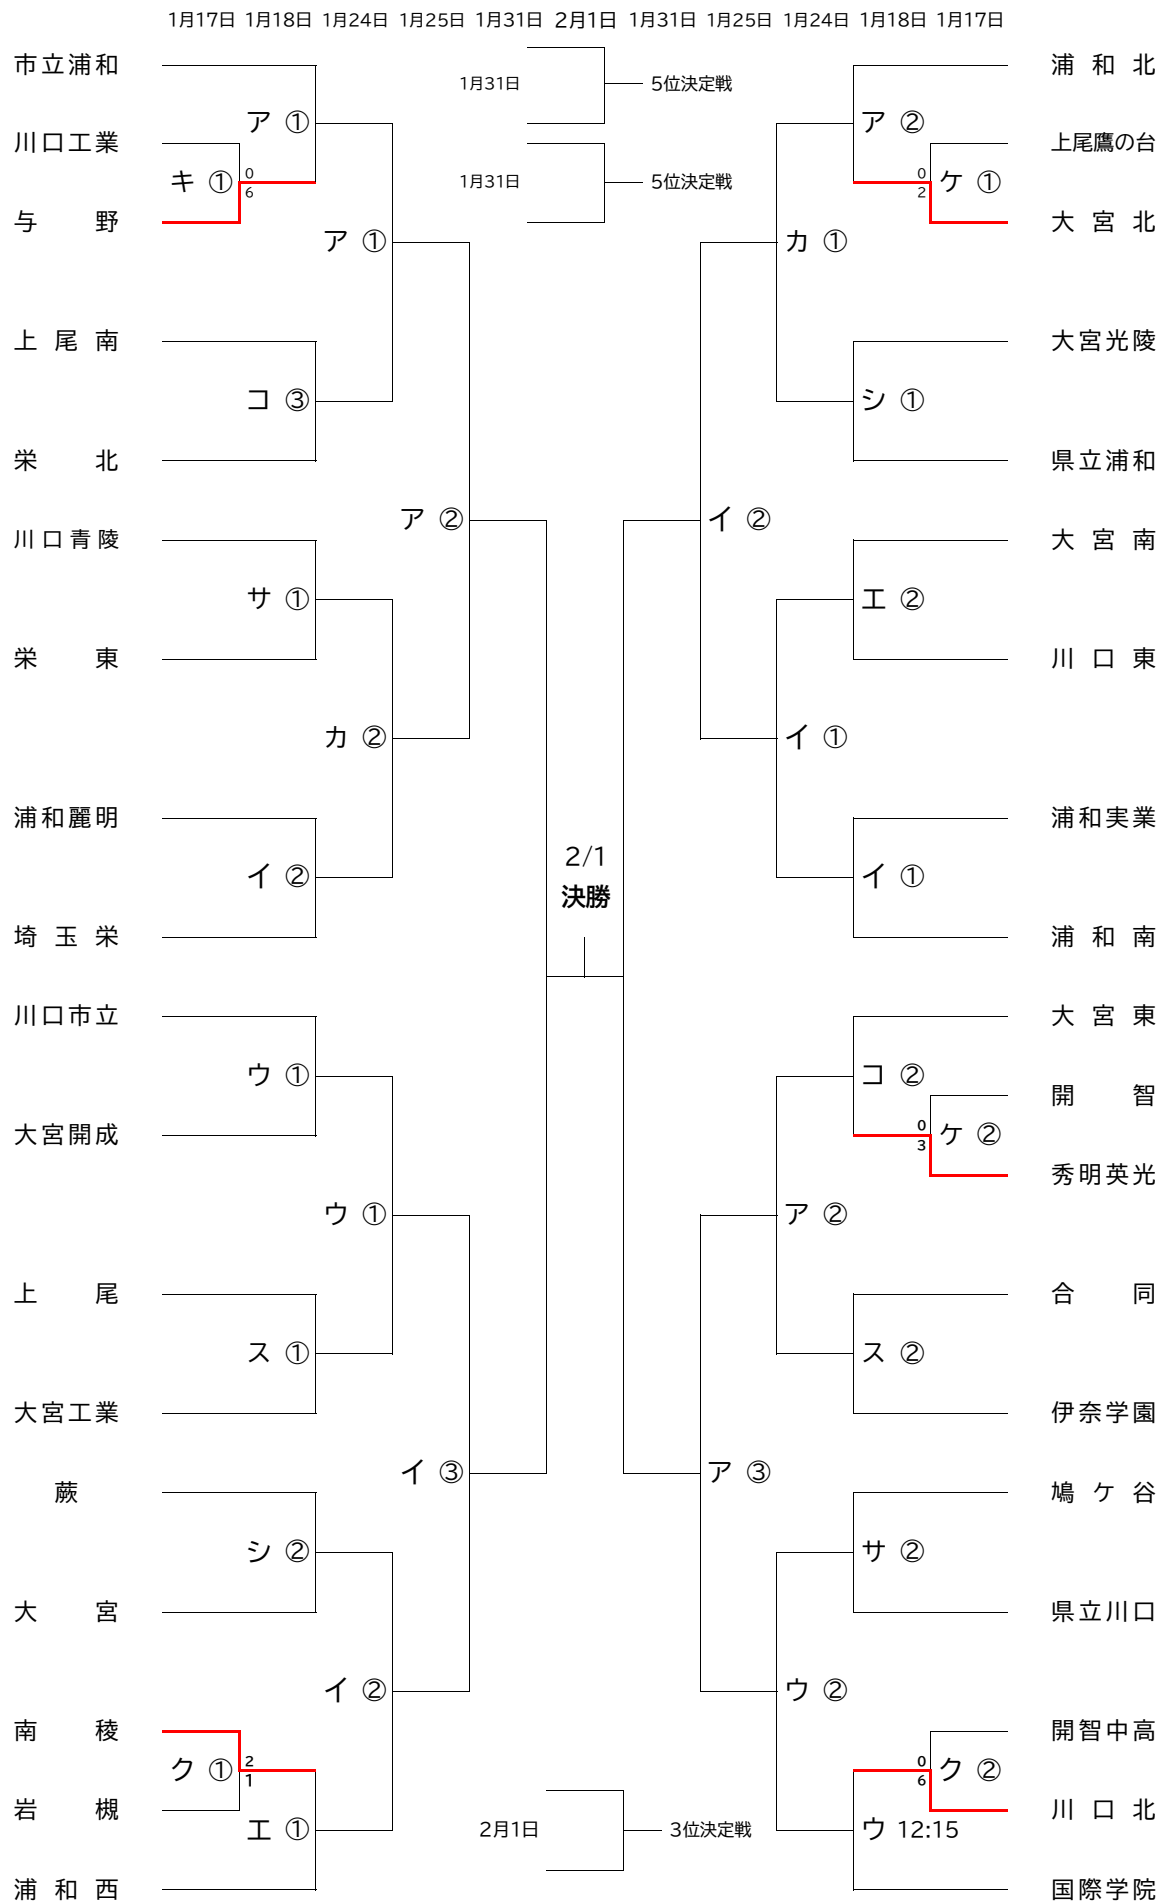 1月17日 1月18日 1月24日 1月25日 1月31日 2月1日 1月31日 1月25日 1月24日 1月18日 1月17日
市立浦和
1月31日 5位決定戦
浦和北
ア ①
ア ②
川口工業
上尾鷹の台
キ ①
0
6
1月31日 5位決定戦
0
2
ケ ①
与野
大宮北
ア ①
カ ①
上尾南
大宮光陵
コ ③
シ ①
栄北
県立浦和
ア ②
イ ②
川口青陵
大宮南
サ ①
エ ②
栄東
川口東
カ ②
イ ①
浦和麗明
浦和実業
2/1
決勝
イ ②
イ ①
埼玉栄
浦和南
川口市立
大宮東
ウ ①
コ ②
開智
大宮開成
0
3
ケ ②
秀明英光
ウ ①
ア ②
上尾
合同
ス ①
ス ②
大宮工業
伊奈学園
イ ③
ア ③
蕨
鳩ケ谷
シ ②
サ ②
大宮
県立川口
イ ②
ウ ②
南稜
開智中高
ク ①
2
1
0
6
ク ②
岩槻
川口北
エ ①
2月1日 3位決定戦
ウ 12:15
浦和西
国際学院